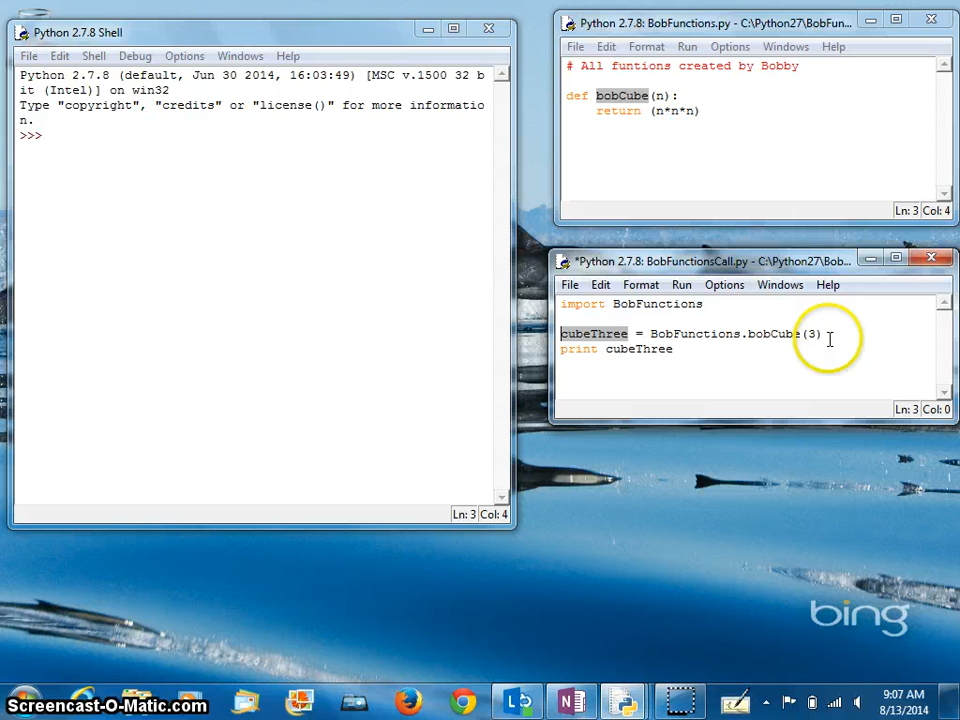 Python 2.7.8 Shell
File Edit Shell Debug Options Windows Help
Python 2.7.8 (default, Jun 30 2014, 16:03:49) [MSC v.1500 32 b
it (Intel)] on win32
Type "copyright", "credits" or "license()" for more informatio
n.
>>>
Ln: 3 Col: 4
Python 2.7.8: BobFunctions.py - C:\Python27\BobFun...
File Edit Format Run Options Windows Help
# All funtions created by Bobby
def bobCube(n):
return (n*n*n)
Ln: 3 Col: 4
*Python 2.7.8: BobFunctionsCall.py - C:\Python27\Bob...
File Edit Format Run Options Windows Help
import BobFunctions
cubeThree = BobFunctions.bobCube(3)
print cubeThree
Ln: 3 Col: 0
bing
Screencast-O-Matic.com
9:07 AM
8/13/2014